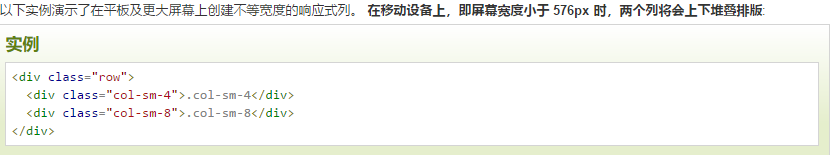 以下实例演示了在平板及更大屏幕上创建不等宽度的响应式列。 在移动设备上，即屏幕宽度小于 576px 时，两个列将会上下堆叠排版:
实例
<div class="row">
  <div class="col-sm-4">.col-sm-4</div>
  <div class="col-sm-8">.col-sm-8</div>
</div>